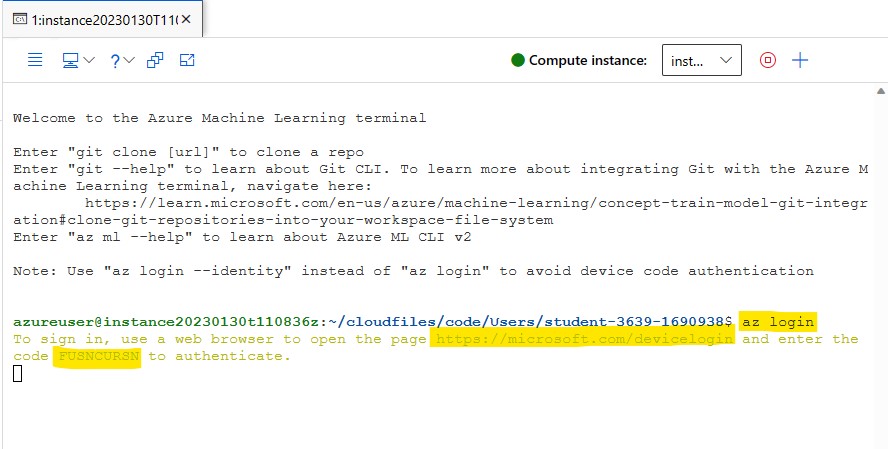 1:instance20230130T110
Compute instance: inst...
Welcome to the Azure Machine Learning terminal
Enter "git clone [url]" to clone a repo
Enter "git --help" to learn about Git CLI. To learn more about integrating Git with the Azure M
achine Learning terminal, navigate here:
https://learn.microsoft.com/en-us/azure/machine-learning/concept-train-model-git-integr
ation#clone-git-repositories-into-your-workspace-file-system
Enter "az ml --help" to learn about Azure ML CLI v2
Note: Use "az login --identity" instead of "az login" to avoid device code authentication
azureuser@instance20230130t110836z:~/cloudfiles/code/Users/student-3639-1690938$ az login
To sign in, use a web browser to open the page https://microsoft.com/devicelogin and enter the
code FUSNCURSN to authenticate.